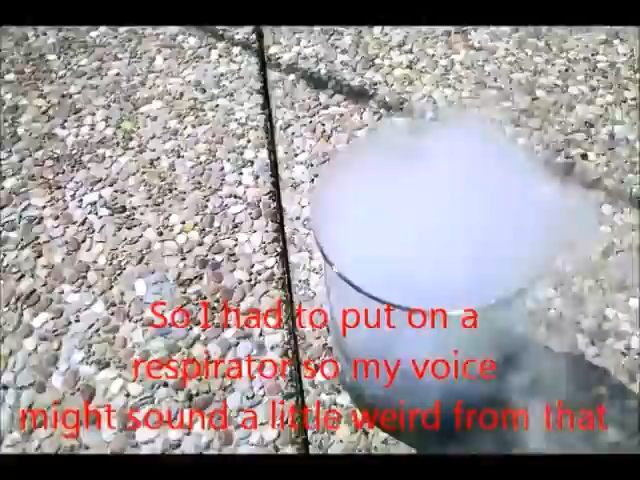 So I had to put on a
respirator so my voice
might sound a little weird from that